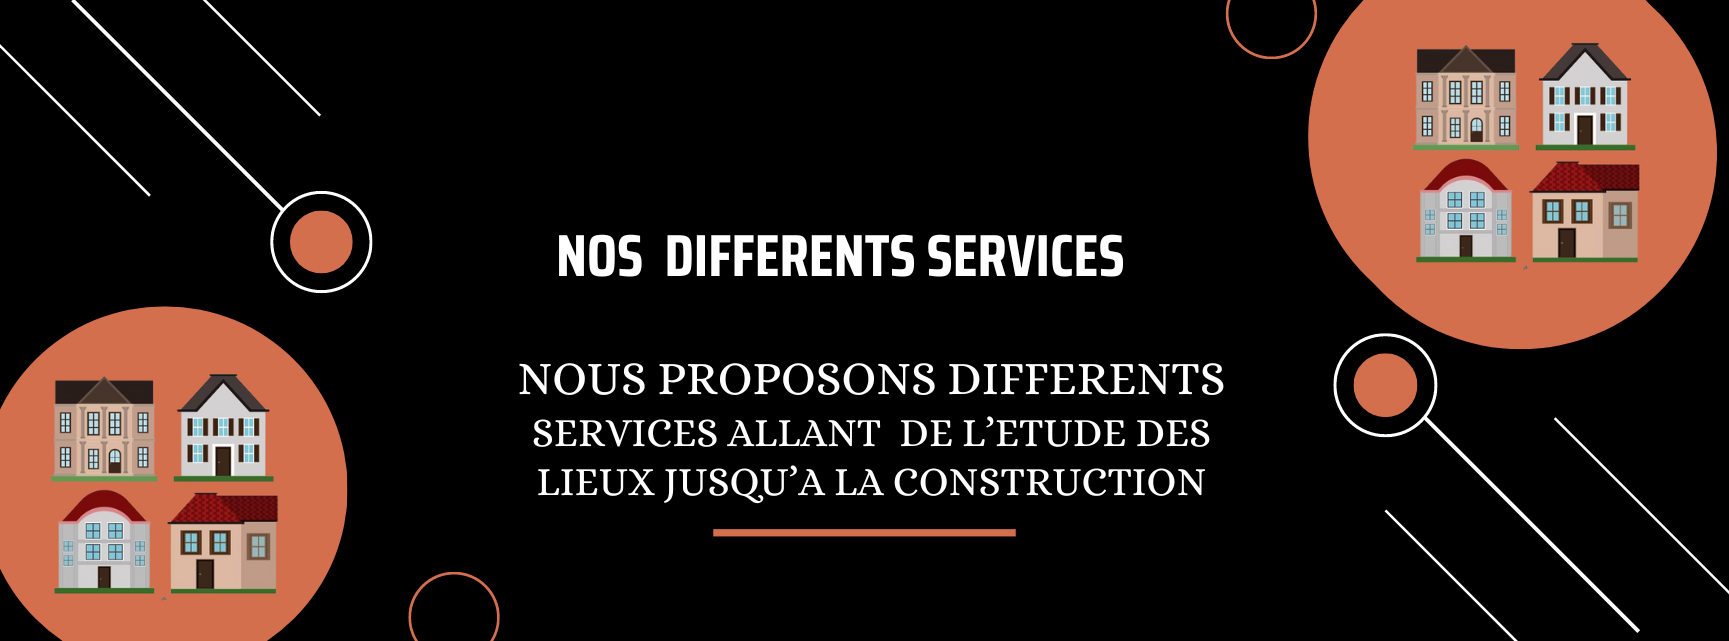 NOS DIFFERENTS SERVICES
NOUS PROPOSONS DIFFERENTS
SERVICES ALLANT DE L’ETUDE DES
LIEUX JUSQU’A LA CONSTRUCTION